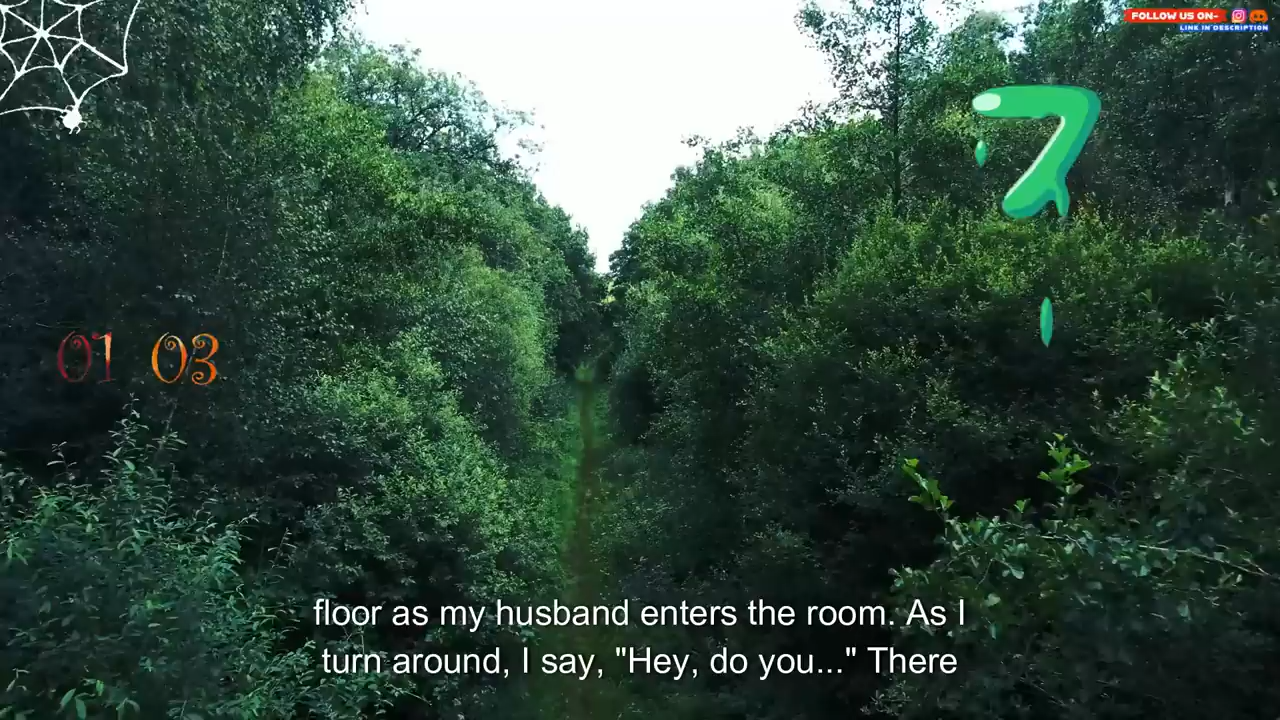 FOLLOW US ON-
LINK IN DESCRIPTION
7
01 03
floor as my husband enters the room. As I
turn around, I say, "Hey, do you..." There